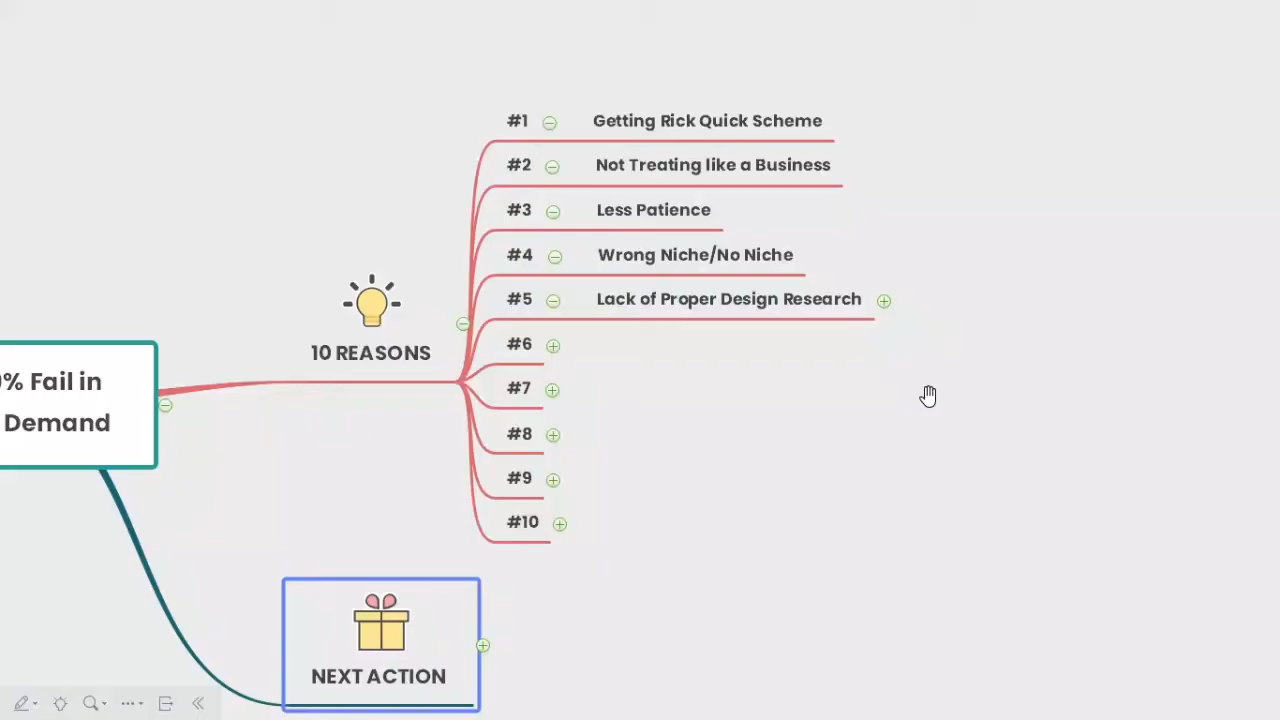 #1 Getting Rick Quick Scheme
#2 Not Treating like a Business
#3 Less Patience
#4 Wrong Niche/No Niche
#5 Lack of Proper Design Research
#6
#7
#8
#9
#10
10 REASONS
% Fail in
Demand
NEXT ACTION